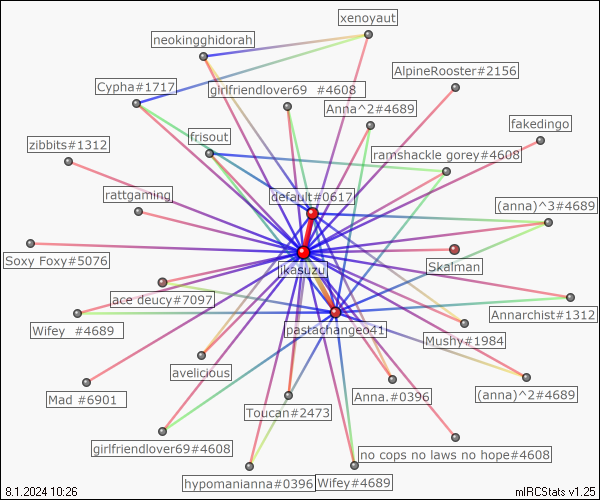 xenoyaut
neokingghidorah
AlpineRooster#2156
Cypha#1717
girlfriendlover69 #4608
Anna^2#4689
fakedingo
frisout
zibbits#1312
ramshackle gorey#4608
rattgaming
default#0617
(anna)^3#4689
Soxy Foxy#5076
ikasuzu
Skalman
ace deucy#7097
Annarchist#1312
Wifey #4689
pastachangeo41
Mushy#1984
avelicious
Mad #6901
Anna.#0396
(anna)^2#4689
Toucan#2473
girlfriendlover69#4608
no cops no laws no hope#4608
hypomanianna#0396
Wifey#4689
8.1.2024 10:26
mIRCStats v1.25